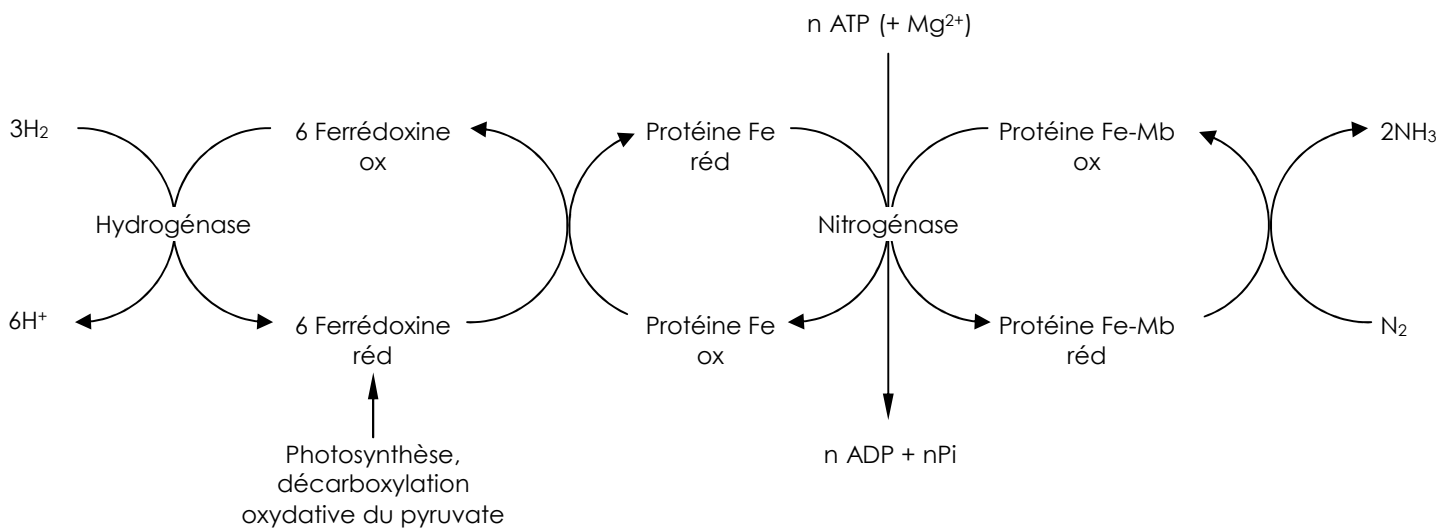 n ATP (+ Mg²⁺)
3H₂
6 Ferrédoxine
ox
Protéine Fe
réd
Protéine Fe-Mb
ox
2NH₃
Hydrogénase
Nitrogénase
6H⁺
6 Ferrédoxine
réd
Protéine Fe
ox
Protéine Fe-Mb
réd
N₂
Photosynthèse,
décarboxylation
oxydative du pyruvate
n ADP + nPi